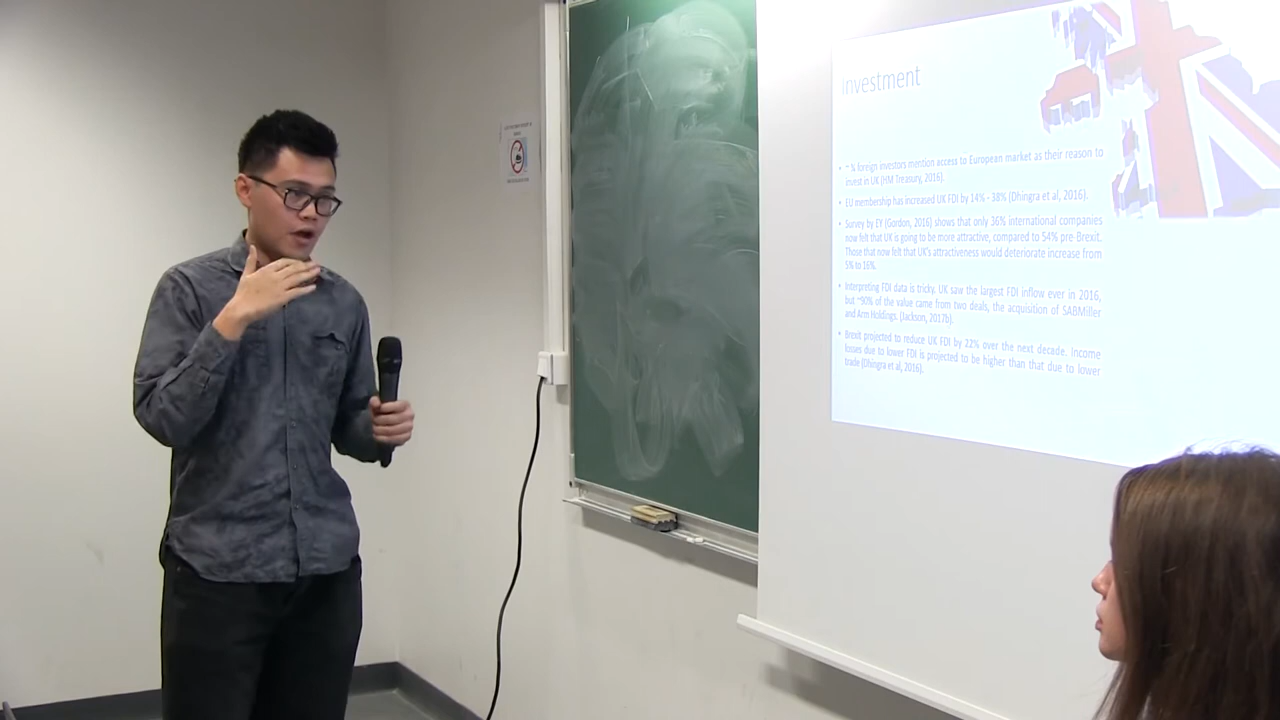 investment
• ~ % foreign investors mention access to European market as their reason to
invest in UK (HM Treasury, 2016).
• EU membership has increased UK FDI by 14% - 38% (Dhingra et al, 2016).
• Survey by EY (Gordon, 2016) shows that only 36% international companies
now felt that UK is going to be more attractive, compared to 54% pre Brexit.
Those that now felt that UK's attractiveness would deteriorate increase from
5% to 16%.
• Interpreting FDI data is tricky. UK saw the largest FDI inflow ever in 2016,
but ~90% of the value came from two deals, the acquisition of SABMiller
and Arm Holdings. (Jackson, 2017b).
• Brexit projected to reduce UK FDI by 22% over the next decade. Income
losses due to lower FDI is projected to be higher than that due to lower
trade (Dhingra et al, 2016).